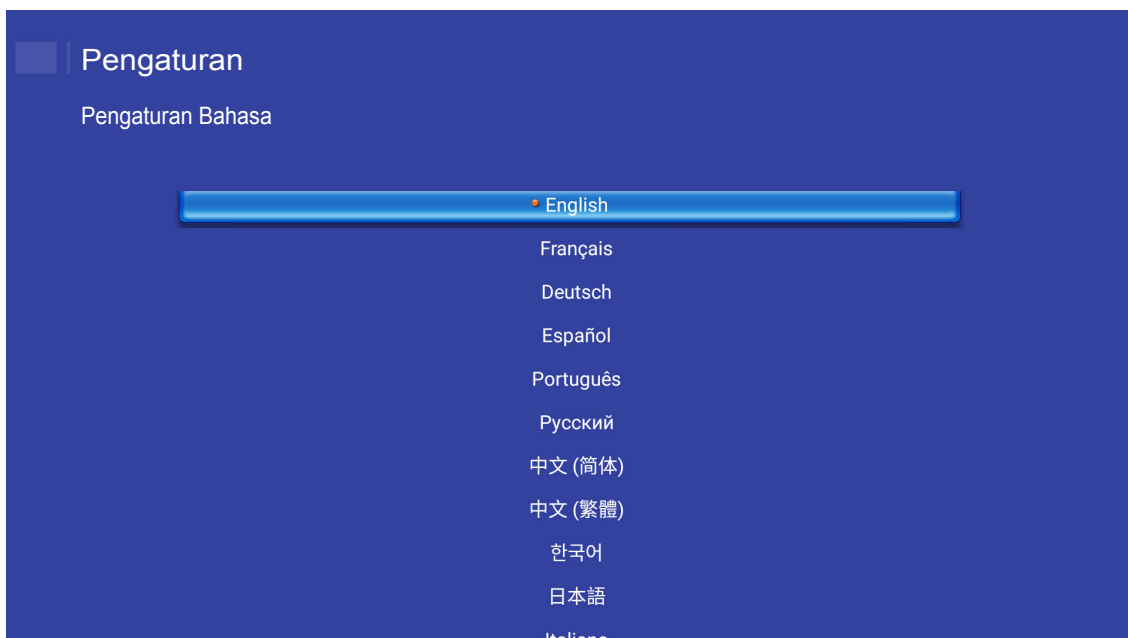 Pengaturan
Pengaturan Bahasa
English
Français
Deutsch
Español
Português
Русский
中文 (简体)
中文 (繁體)
한국어
日本語